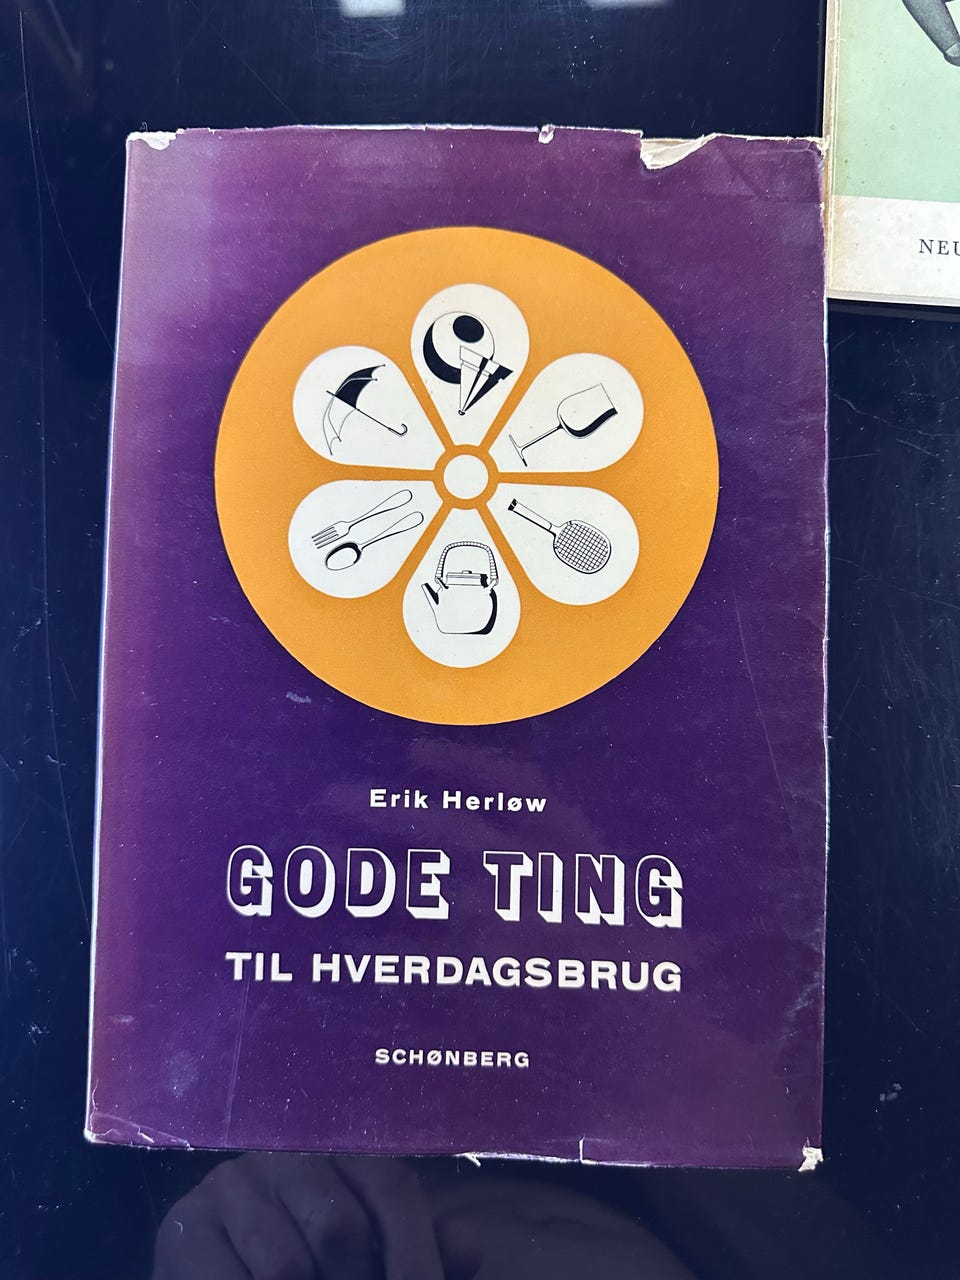 Erik Herløw
GODE TING
TIL HVERDAGSBRUG
SCHØNBERG
NEU